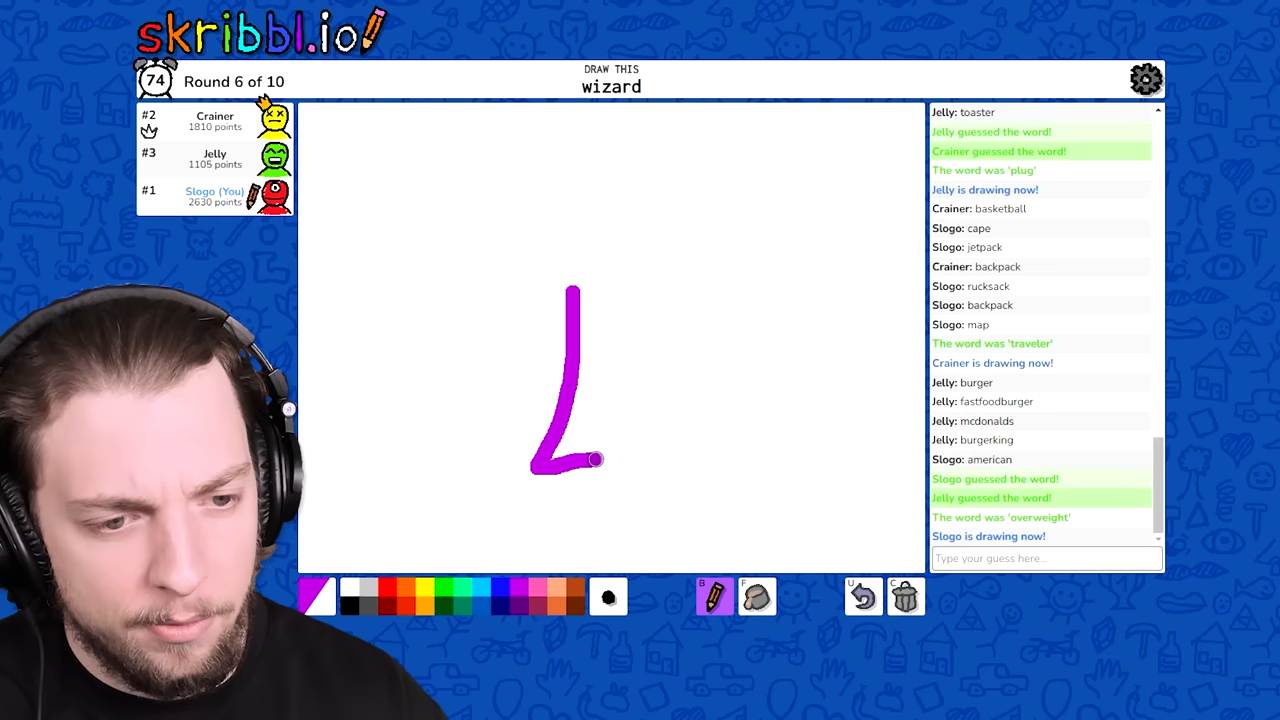 skribbl.io
74
Round 6 of 10
DRAW THIS
wizard
#2
Crainer
1810 points
#3
Jelly
1105 points
#1
Slogo (You)
2630 points
Jelly: toaster
Jelly guessed the word!
Crainer guessed the word!
The word was 'plug'
Jelly is drawing now!
Crainer: basketball
Slogo: cape
Slogo: jetpack
Crainer: backpack
Slogo: rucksack
Slogo: backpack
Slogo: map
The word was 'traveler'
Crainer is drawing now!
Jelly: burger
Jelly: fastfoodburger
Jelly: mcdonalds
Jelly: burgerking
Slogo: american
Slogo guessed the word!
Jelly guessed the word!
The word was 'overweight'
Slogo is drawing now!
Type your guess here...
B
F
U
C